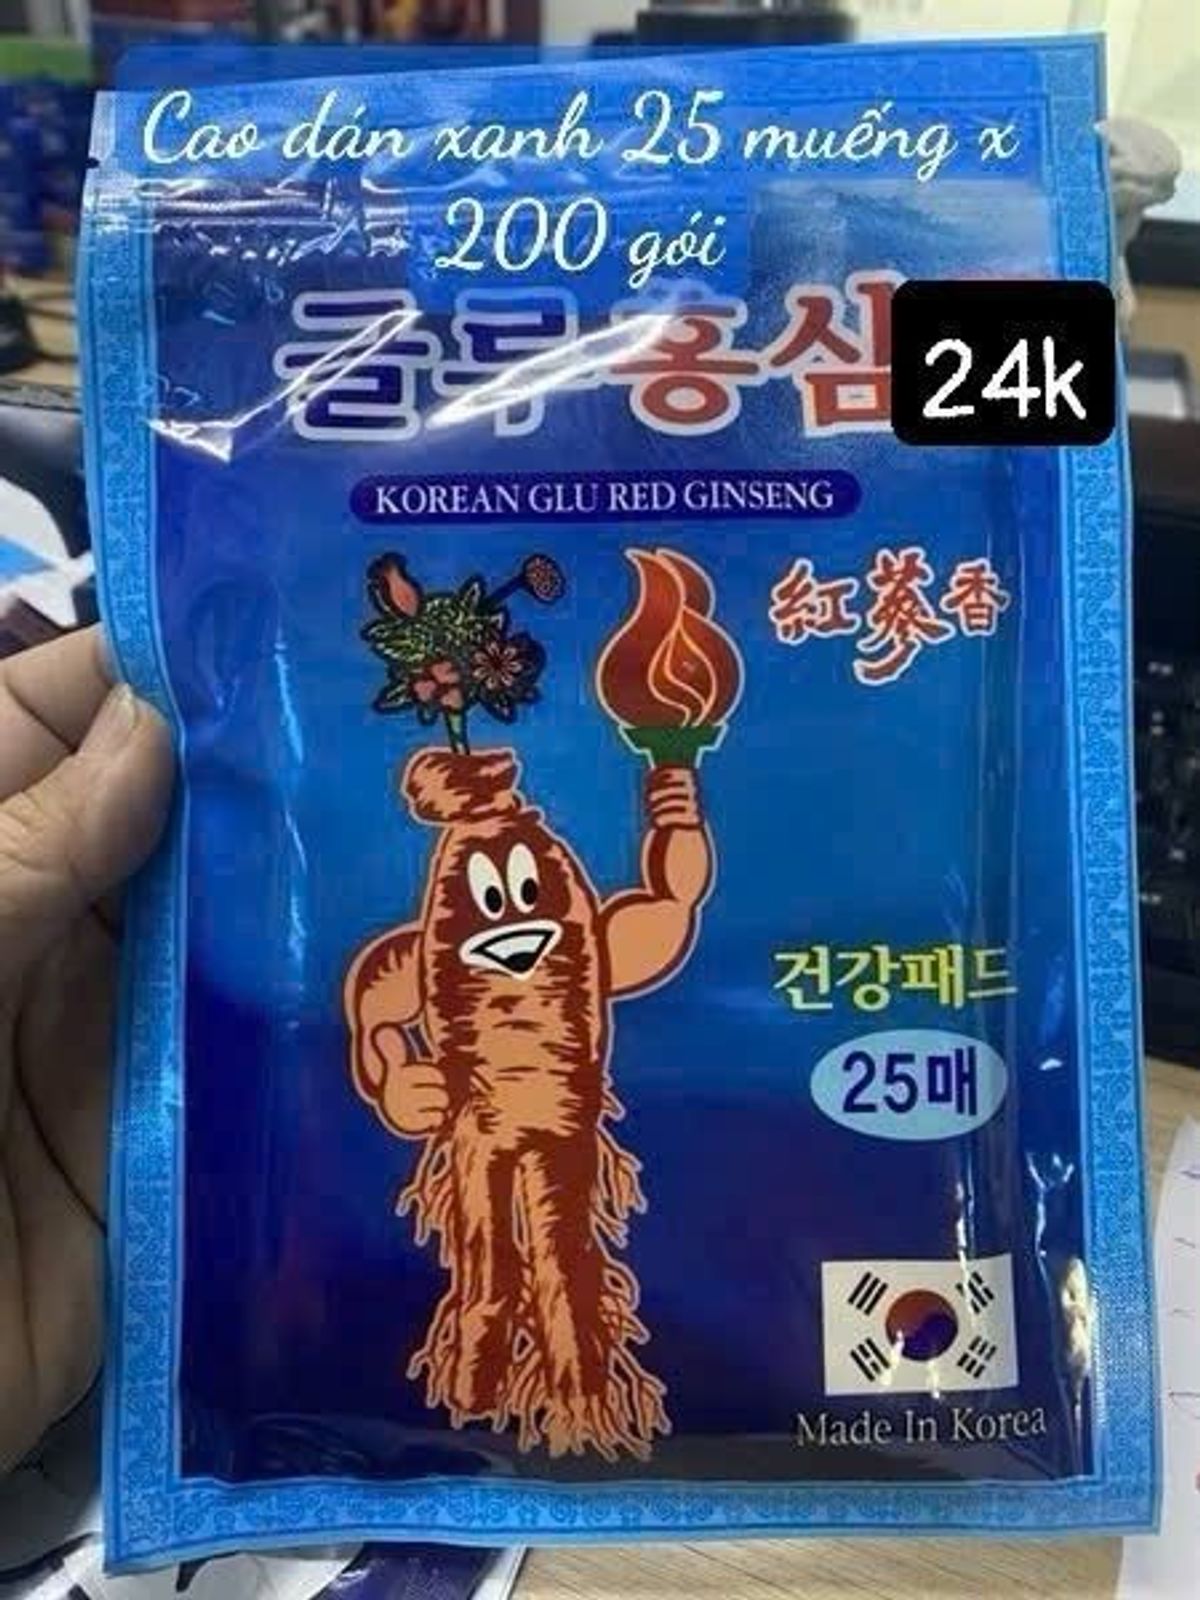 Cao dán xanh 25 muếng x
200 gói
글루홍삼
24k
KOREAN GLU RED GINSENG
紅蔘香
건강패드
25매
Made In Korea